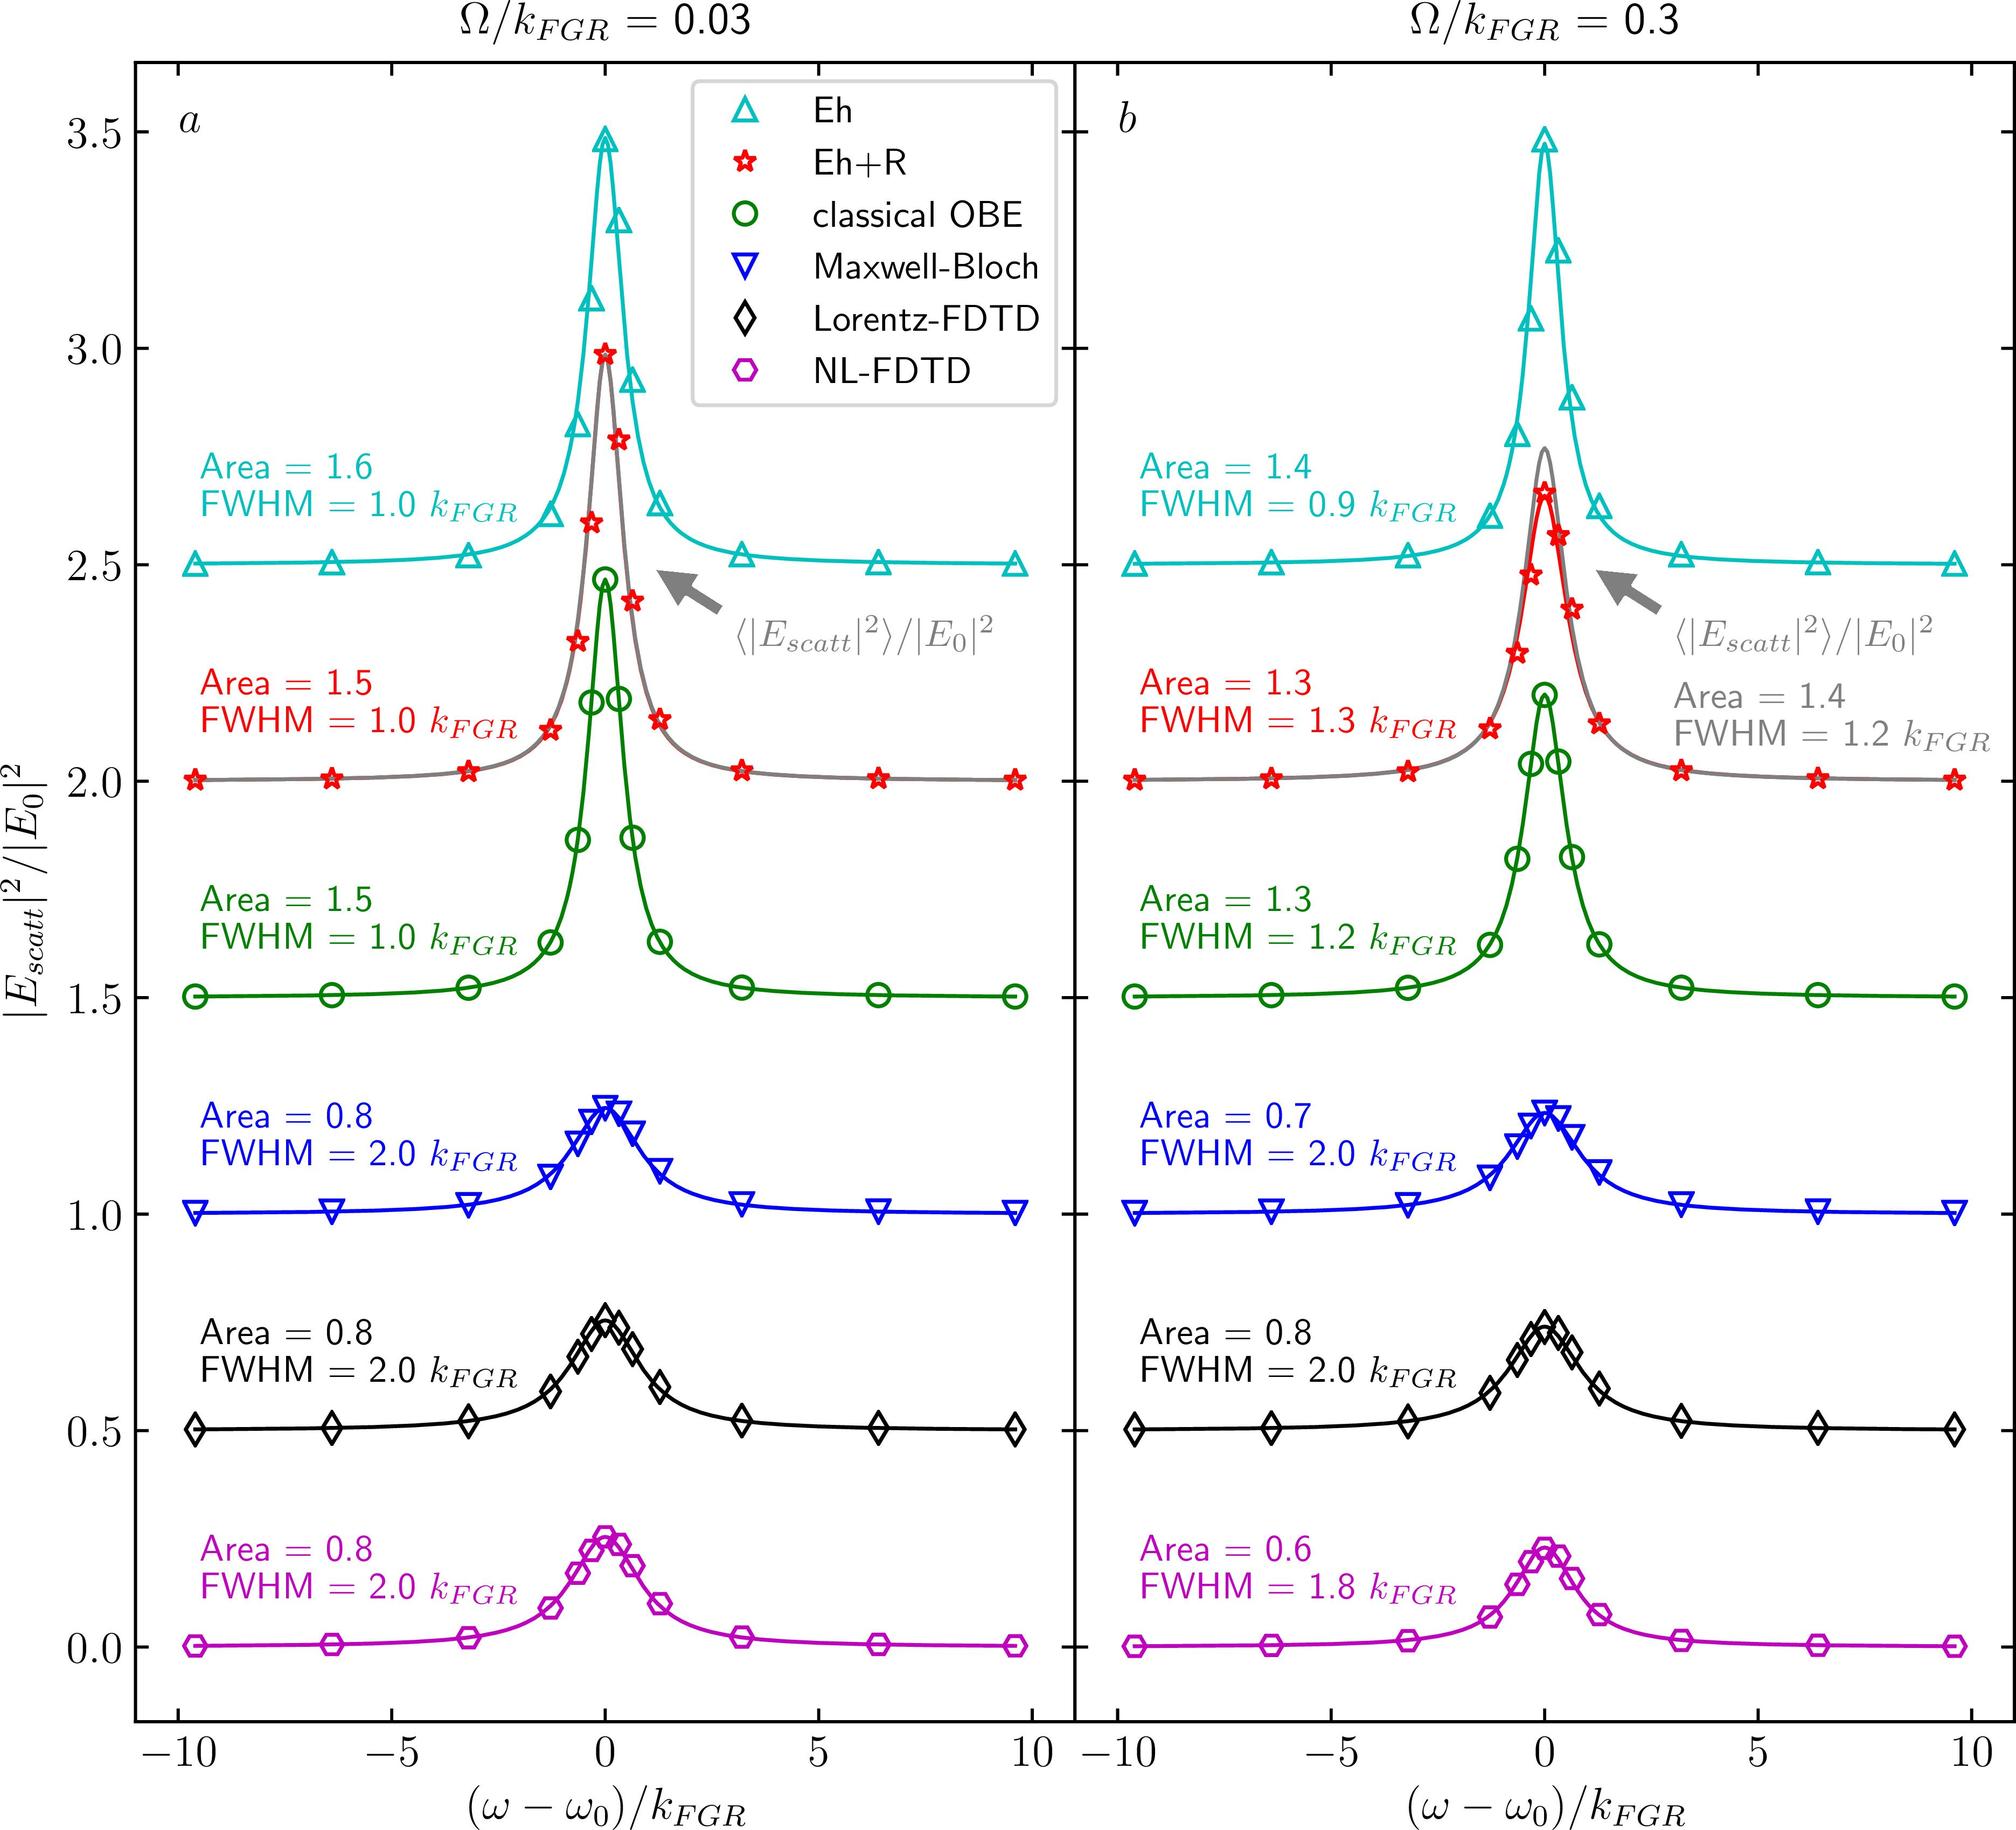 Ω/k_{FGR} = 0.03
Ω/k_{FGR} = 0.3
a
b
Eh
Eh+R
classical OBE
Maxwell-Bloch
Lorentz-FDTD
NL-FDTD
3.5
3.0
2.5
2.0
1.5
1.0
0.5
0.0
|E_{scatt}|^2/|E_0|^2
Area = 1.6
FWHM = 1.0 k_{FGR}
⟨|E_{scatt}|^2⟩/|E_0|^2
Area = 1.5
FWHM = 1.0 k_{FGR}
Area = 1.5
FWHM = 1.0 k_{FGR}
Area = 0.8
FWHM = 2.0 k_{FGR}
Area = 0.8
FWHM = 2.0 k_{FGR}
Area = 0.8
FWHM = 2.0 k_{FGR}
Area = 1.4
FWHM = 0.9 k_{FGR}
⟨|E_{scatt}|^2⟩/|E_0|^2
Area = 1.4
FWHM = 1.2 k_{FGR}
Area = 1.3
FWHM = 1.3 k_{FGR}
Area = 1.3
FWHM = 1.2 k_{FGR}
Area = 0.7
FWHM = 2.0 k_{FGR}
Area = 0.8
FWHM = 2.0 k_{FGR}
Area = 0.6
FWHM = 1.8 k_{FGR}
−10 −5 0 5 10
−10 −5 0 5 10
(ω − ω_0)/k_{FGR}
(ω − ω_0)/k_{FGR}